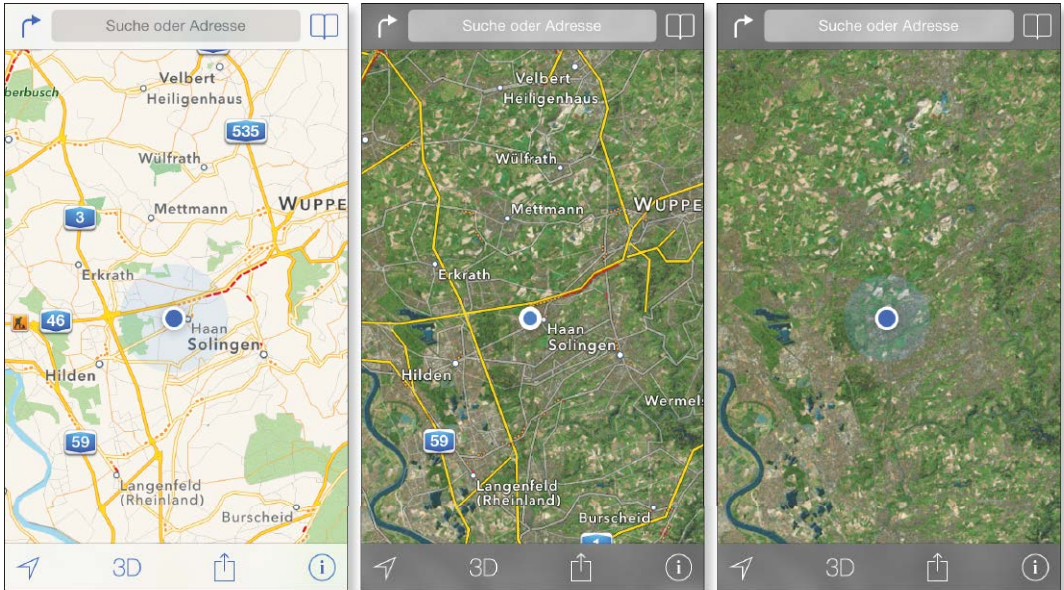 Suche oder Adresse
Velbert
Heiligenhaus
berbusch
535
Wülfrath
3
Mettmann
WUPPE
Erkrath
46
Haan
Solingen
Hilden
59
Langenfeld
(Rheinland)
Burscheid
3D
i
Suche oder Adresse
Velbert
Heiligenhaus
Wülfrath
Mettmann
WUPPE
Erkrath
Haan
Solingen
Hilden
Wermels
59
Langenfeld
(Rheinland)
Burscheid
1
3D
i
Suche oder Adresse
3D
i